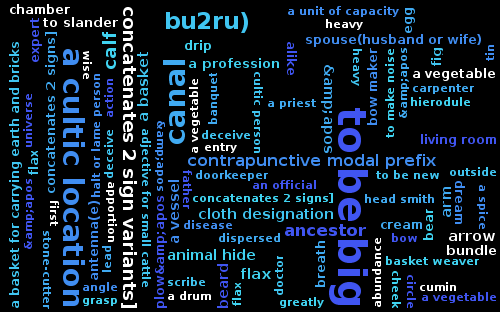 chamber
to slander
expert
a basket for carrying earth and bricks
universe
flax
&amp;apos
stone-cutter
first
concatenates 2 signs]
a cultic location
wise
antenna(e)
halt or lame person
lead
angle
grasp
calf
action
deceive
apportion
concatenates 2 sign variants]
a basket
adjective for small cattle
bu2ru)
drip
a profession
canal
a vegetable
banquet
cultic person
deceive
entry
alike
a priest
&amp;apos
a unit of capacity
heavy
egg
spouse(husband or wife)
heavy
bow maker
to make noise
&amp;apos
fig
tin
a vegetable
carpenter
hierodule
living room
to be
big
contrapunctive modal prefix
doorkeeper
an official
to be new
outside
father
a vessel
&amp;apos
plow&amp;apos
concatenates 2 signs]
cloth designation
disease
ancestor
dispersed
head smith
aum
dream
a spice
cream
bow
bear
arrow
bundle
animal hide
scribe
a drum
beard
flax
flax
doctor
greatly
breath
abundance
basket weaver
cheek
circle
cumin
a vegetable